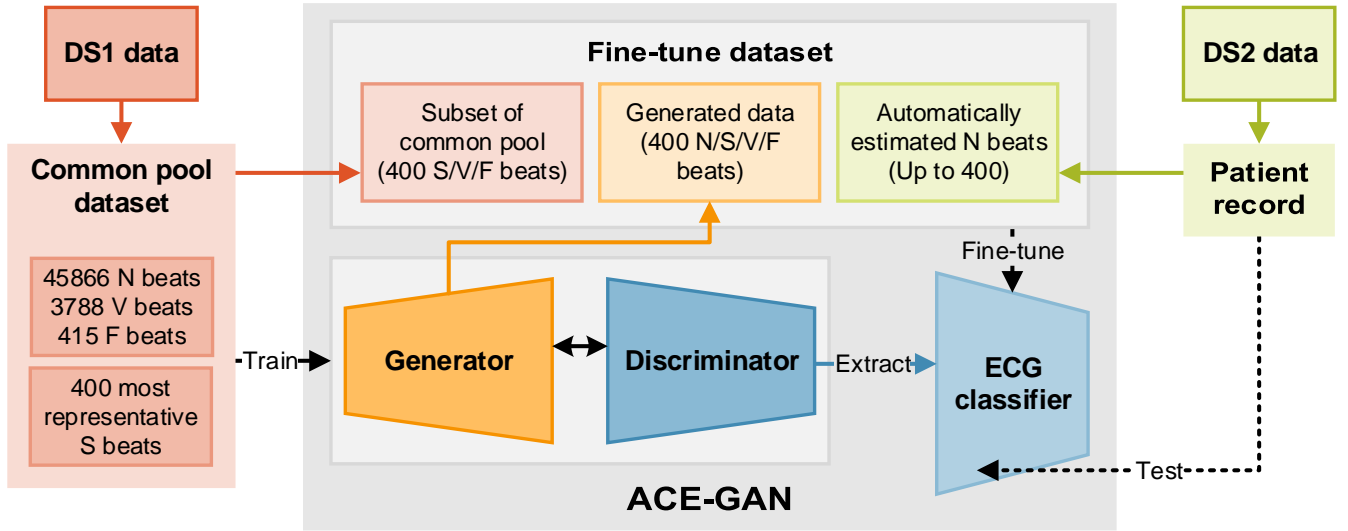 DS1 data
Common pool
dataset
45866 N beats
3788 V beats
415 F beats
400 most
representative
S beats
Train
Fine-tune dataset
Subset of
common pool
(400 S/V/F beats)
Generated data
(400 N/S/V/F
beats)
Automatically
estimated N beats
(Up to 400)
Generator
Discriminator
Extract
Fine-tune
ECG
classifier
ACE-GAN
DS2 data
Patient
record
Test